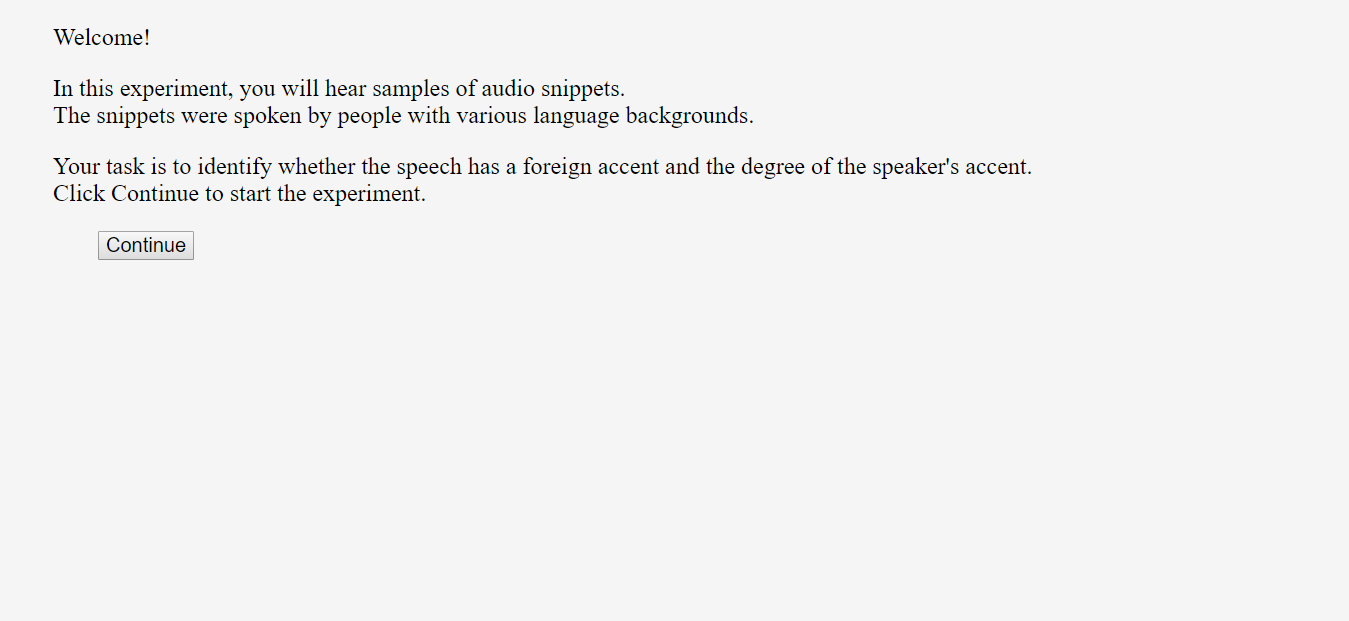 Welcome!
In this experiment, you will hear samples of audio snippets.
The snippets were spoken by people with various language backgrounds.
Your task is to identify whether the speech has a foreign accent and the degree of the speaker's accent.
Click Continue to start the experiment.
Continue